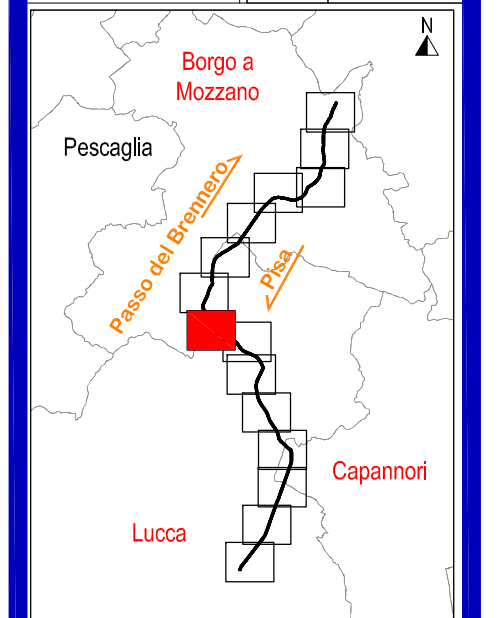 N
Borgo a
Mozzano
Pescaglia
Passo del Brennero
Pisa
Capannori
Lucca